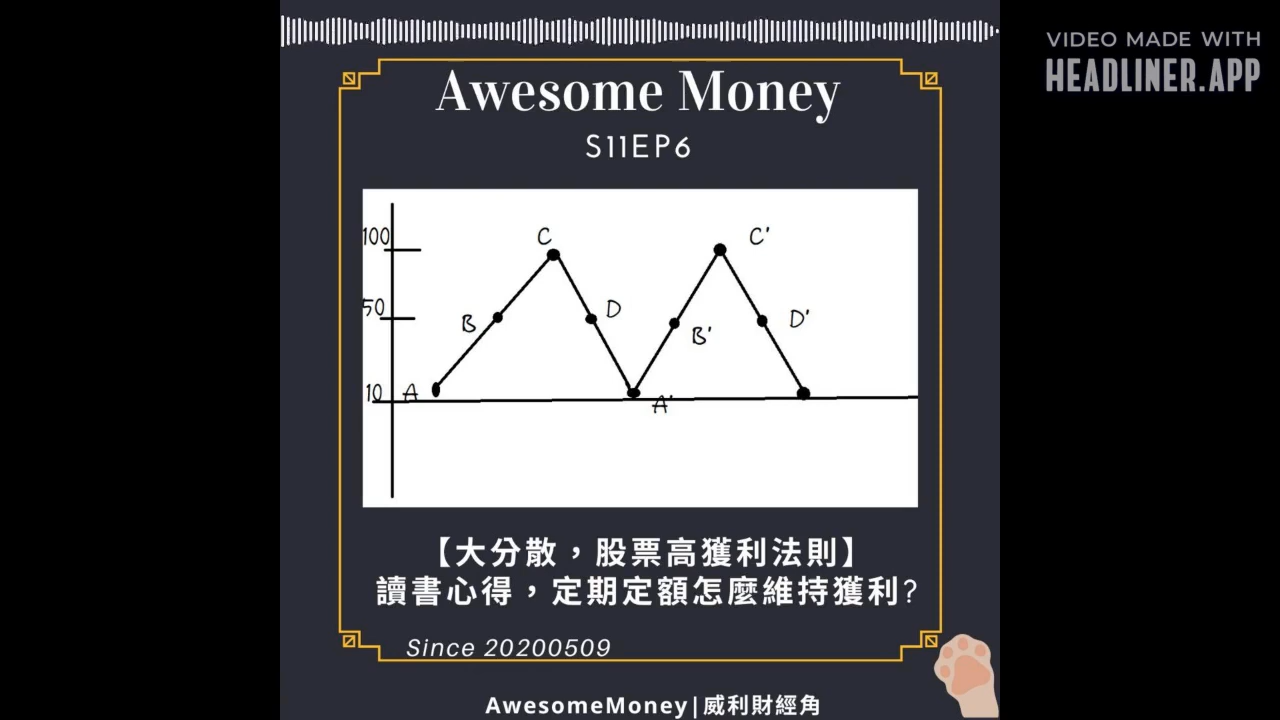 VIDEO MADE WITH
HEADLINER.APP
Awesome Money
S11EP6
100
C
C'
50
B
D
B'
D'
10
A
A'
【大分散，股票高獲利法則】
讀書心得，定期定額怎麼維持獲利?
Since 20200509
AwesomeMoney|威利財經角